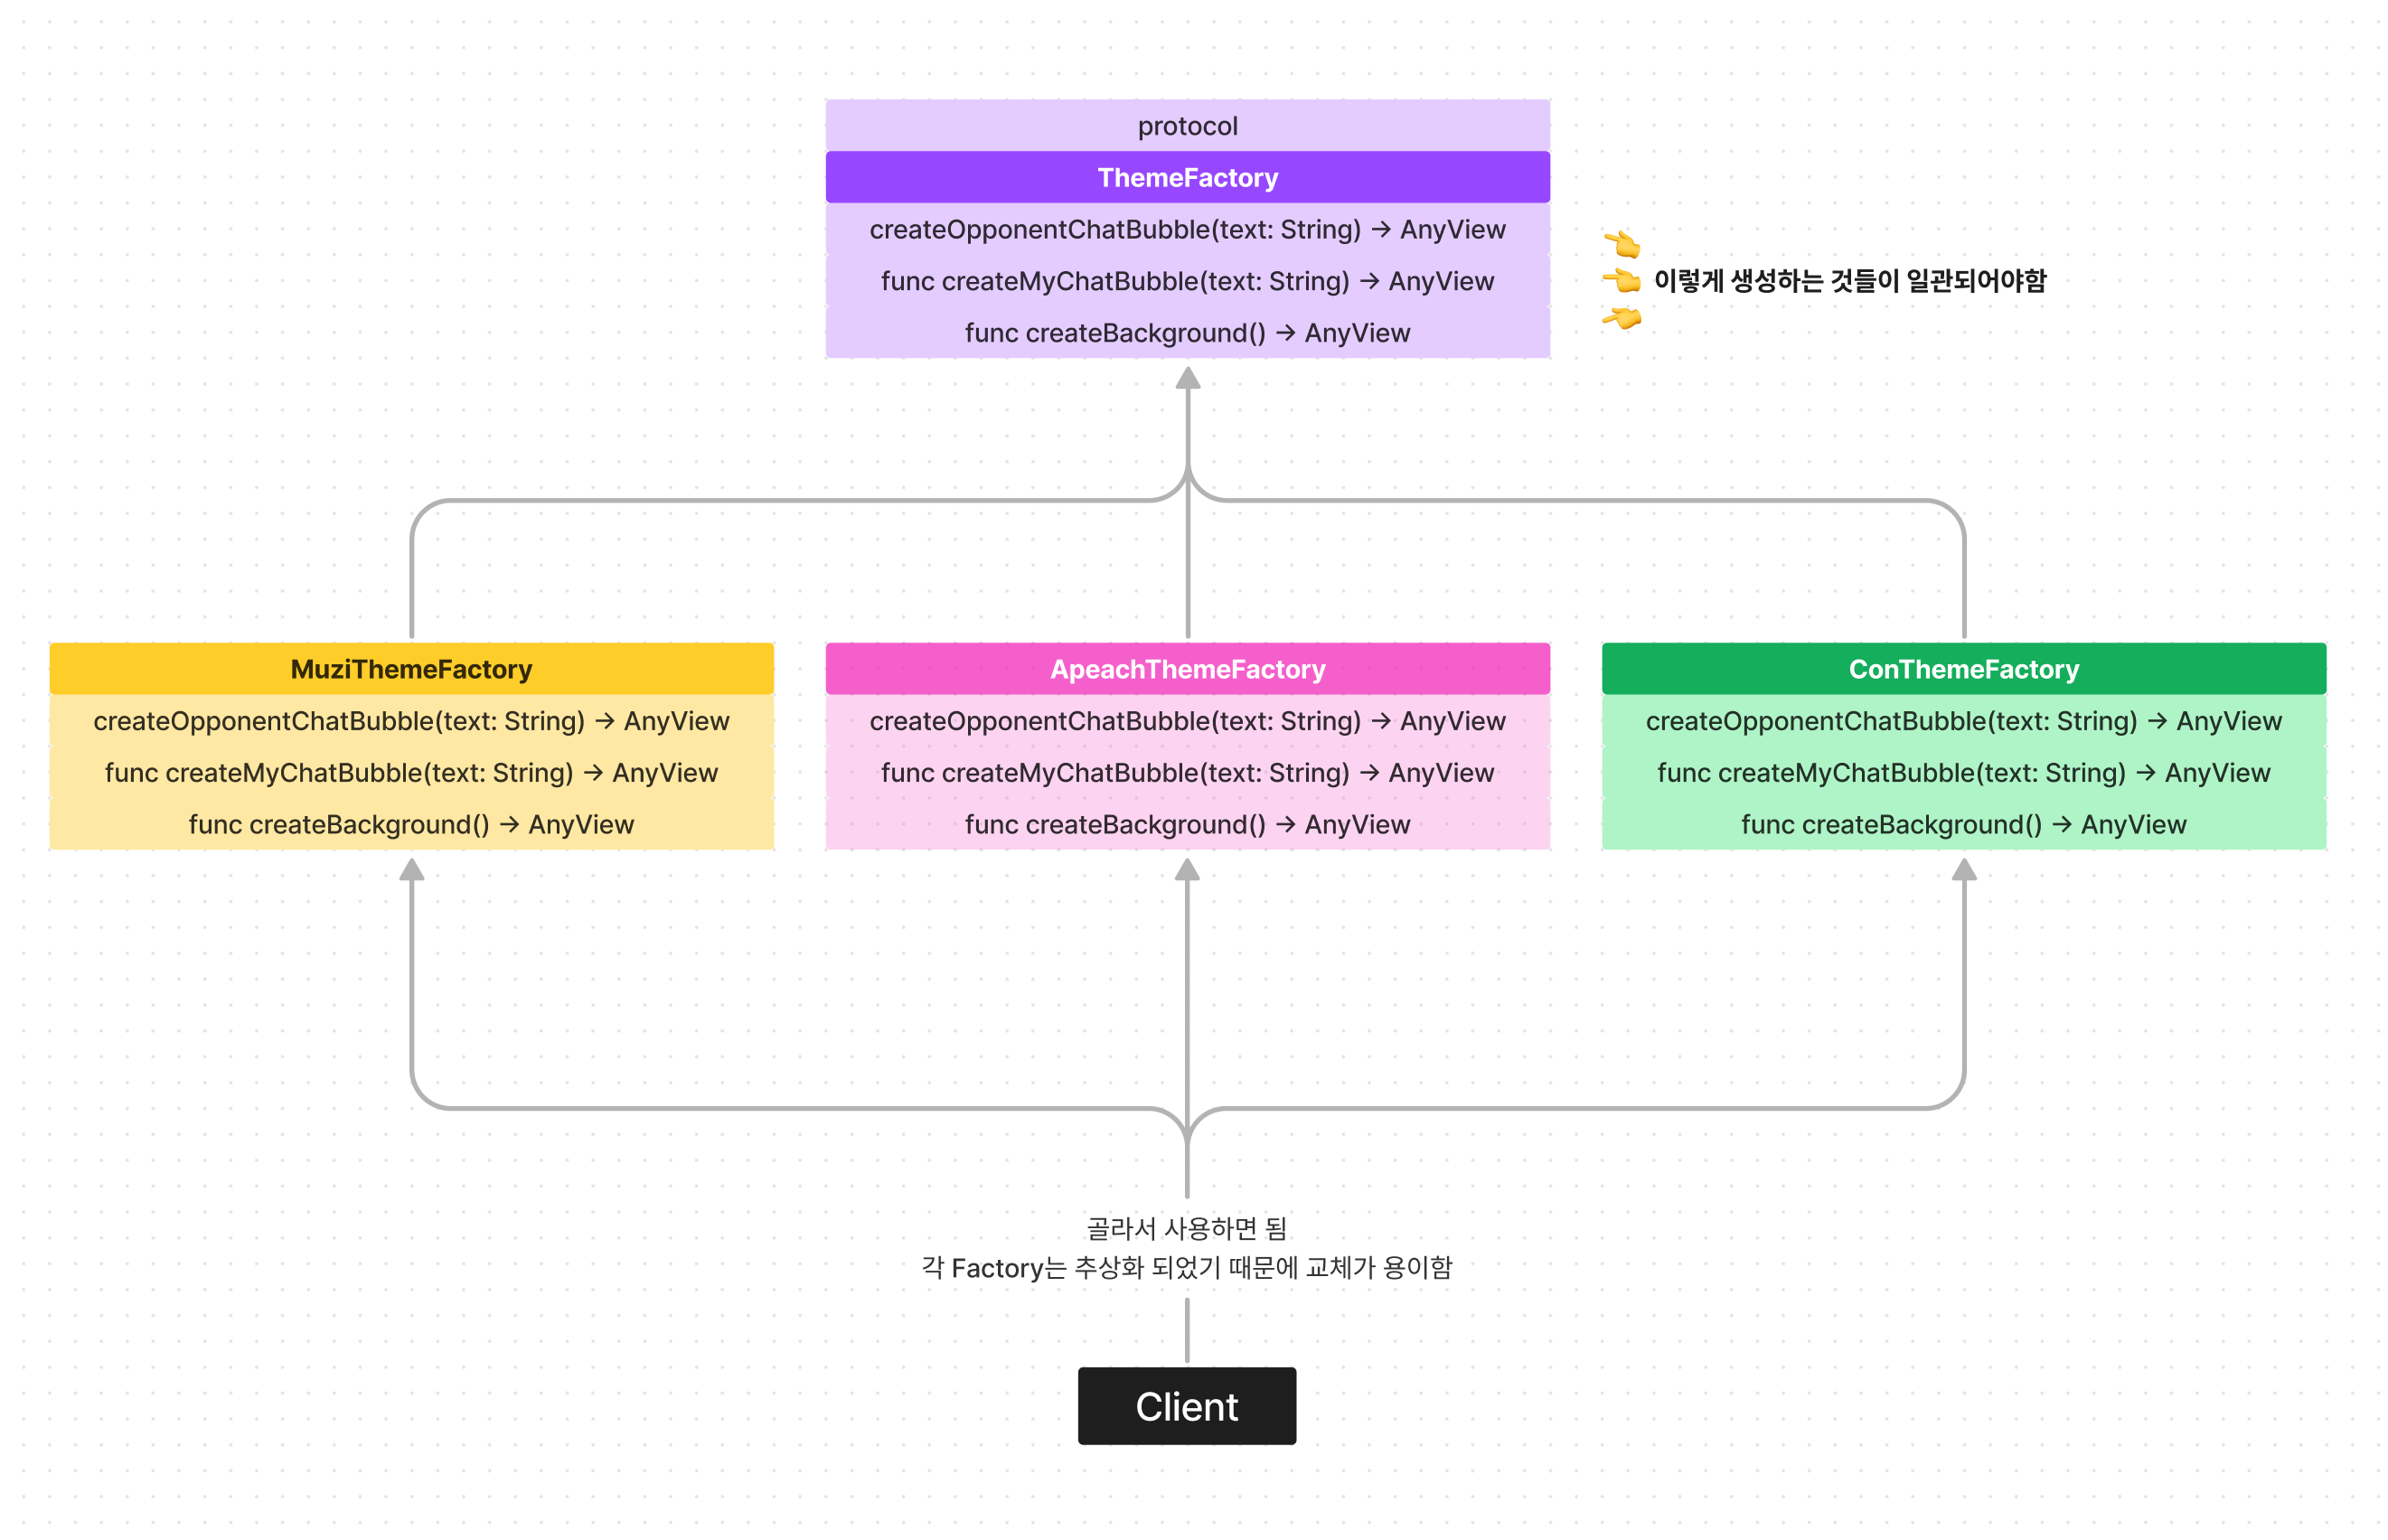 protocol
ThemeFactory
createOpponentChatBubble(text: String) → AnyView
func createMyChatBubble(text: String) → AnyView
func createBackground() → AnyView
👈
👈 이렇게 생성하는 것들이 일관되어야함
👈
MuziThemeFactory
createOpponentChatBubble(text: String) → AnyView
func createMyChatBubble(text: String) → AnyView
func createBackground() → AnyView
ApeachThemeFactory
createOpponentChatBubble(text: String) → AnyView
func createMyChatBubble(text: String) → AnyView
func createBackground() → AnyView
ConThemeFactory
createOpponentChatBubble(text: String) → AnyView
func createMyChatBubble(text: String) → AnyView
func createBackground() → AnyView
골라서 사용하면 됨
각 Factory는 추상화 되었기 때문에 교체가 용이함
Client